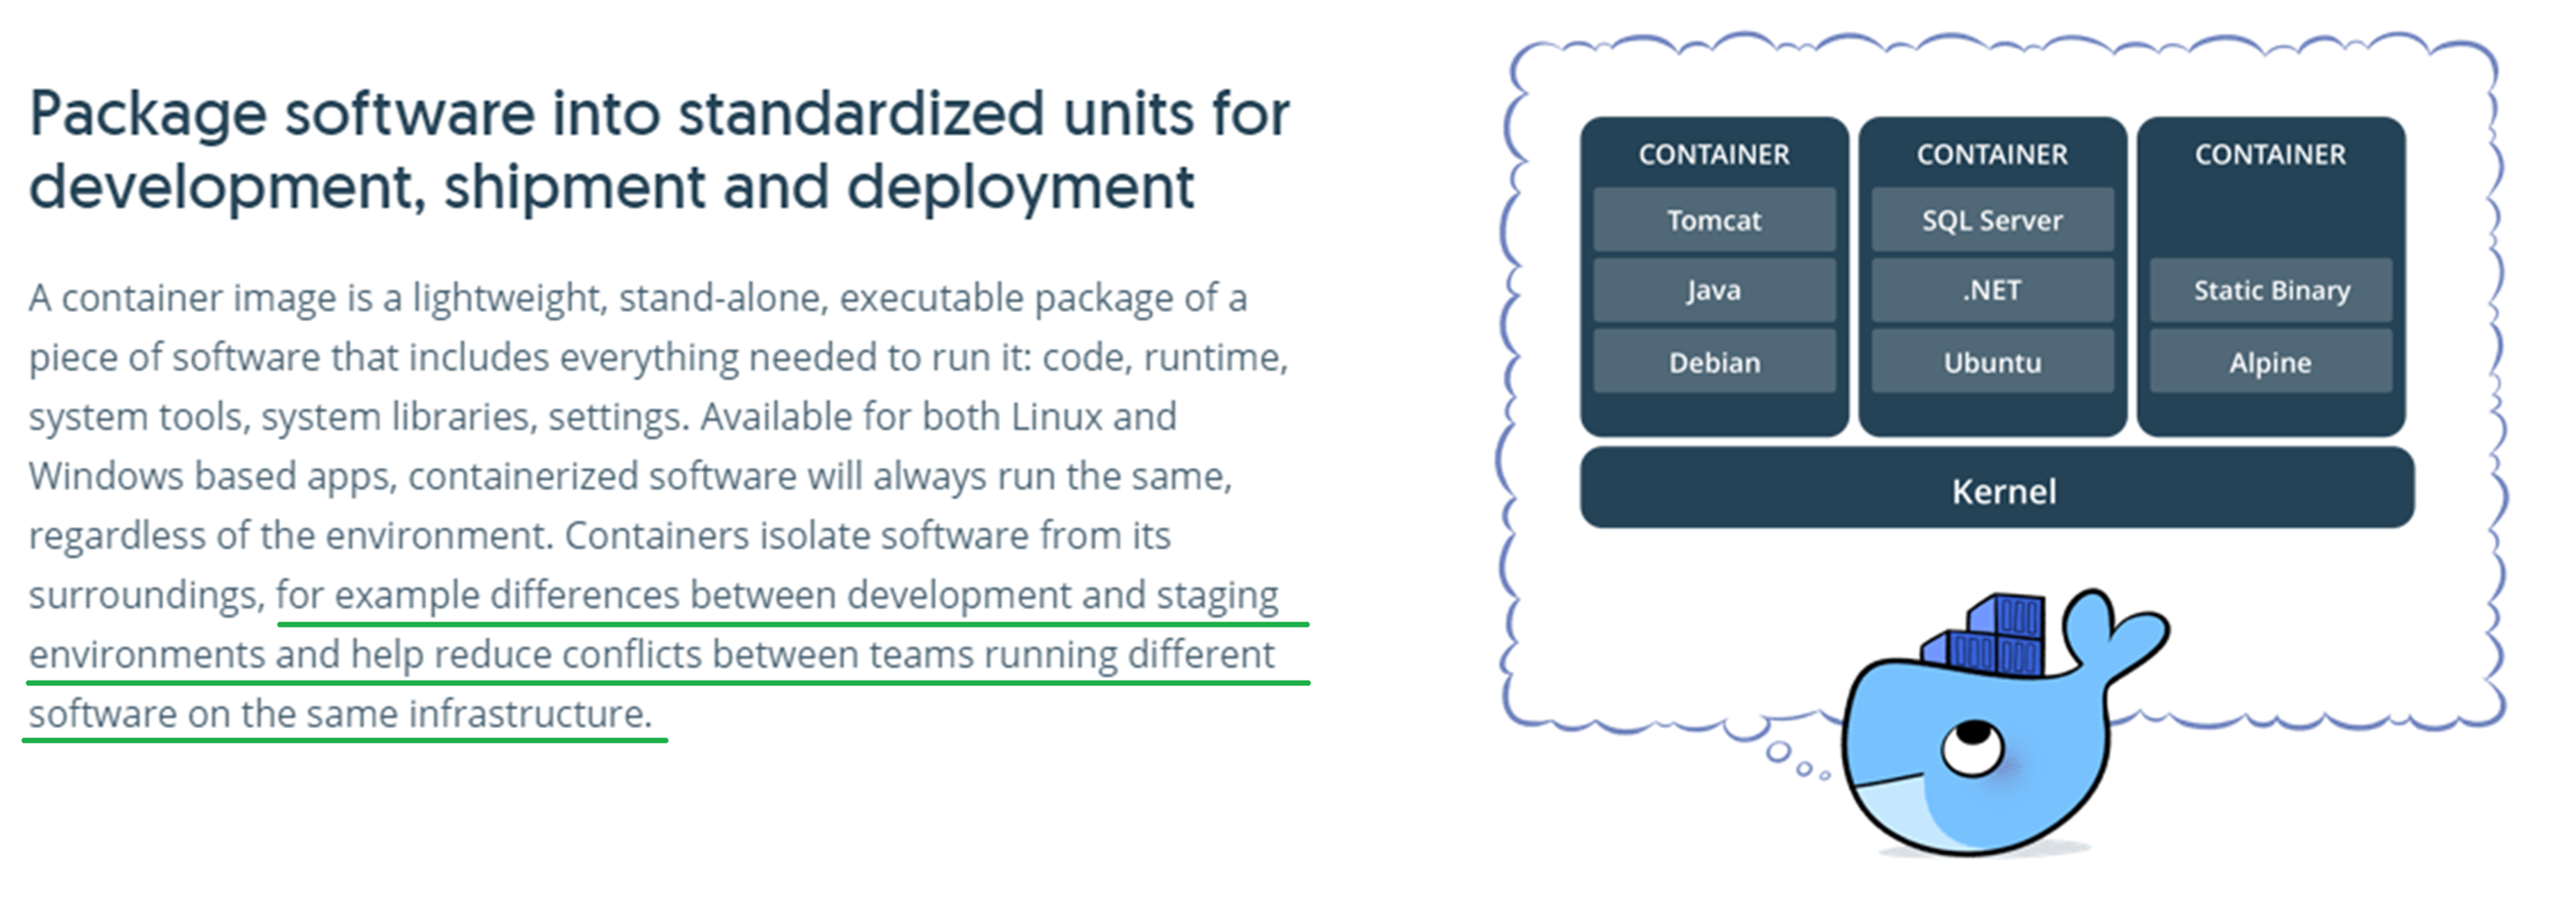 Package software into standardized units for
development, shipment and deployment
A container image is a lightweight, stand-alone, executable package of a
piece of software that includes everything needed to run it: code, runtime,
system tools, system libraries, settings. Available for both Linux and
Windows based apps, containerized software will always run the same,
regardless of the environment. Containers isolate software from its
surroundings, for example differences between development and staging
environments and help reduce conflicts between teams running different
software on the same infrastructure.
CONTAINER
Tomcat
Java
Debian
CONTAINER
SQL Server
.NET
Ubuntu
CONTAINER
Static Binary
Alpine
Kernel